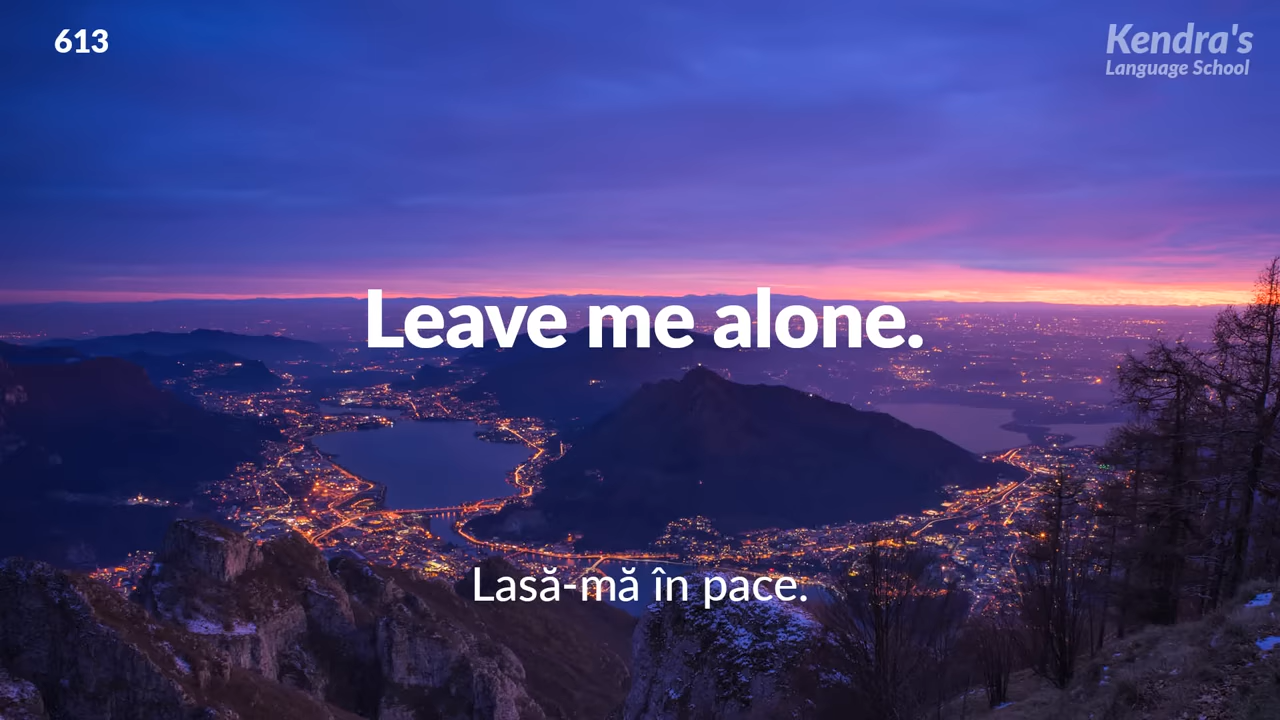 613
Kendra's
Language School
Leave me alone.
Lasă-mă în pace.